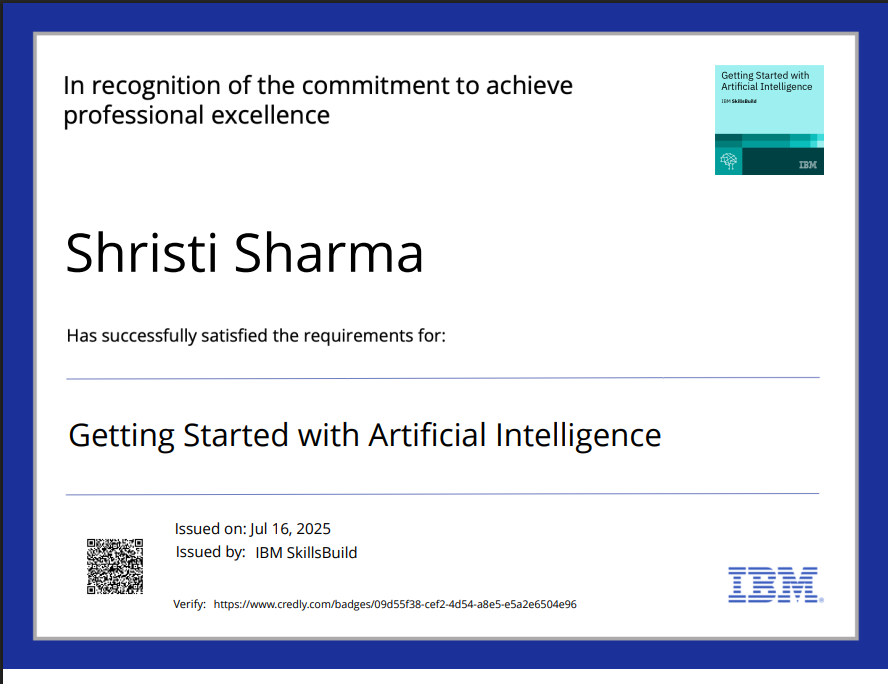 In recognition of the commitment to achieve
professional excellence
Getting Started with
Artificial Intelligence
IBM SkillsBuild
IBM
Shristi Sharma
Has successfully satisfied the requirements for:
Getting Started with Artificial Intelligence
Issued on: Jul 16, 2025
Issued by: IBM SkillsBuild
Verify: https://www.credly.com/badges/09d55f38-cef2-4d54-a8e5-e5a2e6504e96
IBM®